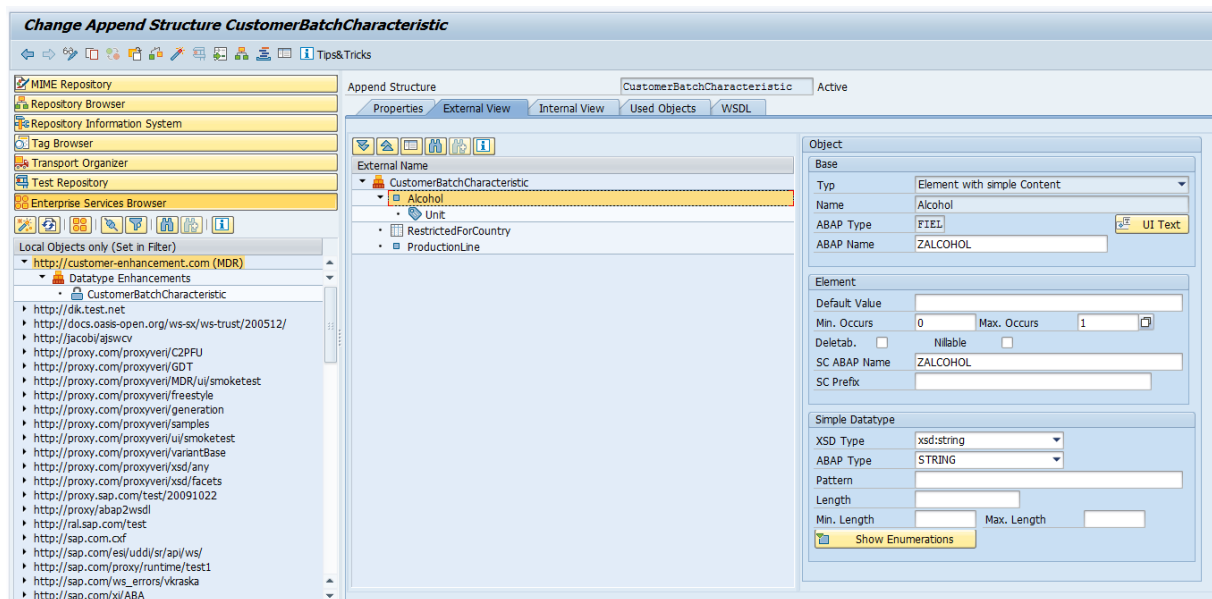 Change Append Structure CustomerBatchCharacteristic
Tips&Tricks
MIME Repository
Repository Browser
Repository Information System
Tag Browser
Transport Organizer
Test Repository
Enterprise Services Browser
Local Objects only (Set in Filter)
http://customer-enhancement.com (MDR)
Datatype Enhancements
CustomerBatchCharacteristic
http://dik.test.net
http://docs.oasis-open.org/ws-sx/ws-trust/200512/
http://jacobi/ajswcv
http://proxy.com/proxyveri/C2PFU
http://proxy.com/proxyveri/GDT
http://proxy.com/proxyveri/MDR/ui/smoketest
http://proxy.com/proxyveri/freestyle
http://proxy.com/proxyveri/generation
http://proxy.com/proxyveri/samples
http://proxy.com/proxyveri/ui/smoketest
http://proxy.com/proxyveri/variantBase
http://proxy.com/proxyveri/xsd/any
http://proxy.com/proxyveri/xsd/facets
http://proxy.sap.com/test/20091022
http://proxy/abap2wsdl
http://ral.sap.com/test
http://sap.com.cxf
http://sap.com/esi/uddi/sr/api/ws/
http://sap.com/proxy/runtime/test1
http://sap.com/ws_errors/vkraska
http://sap.com/xi/ABA
Append Structure CustomerBatchCharacteristic Active
Properties External View Internal View Used Objects WSDL
External Name
CustomerBatchCharacteristic
Alcohol
Unit
RestrictedForCountry
ProductionLine
Object
Base
Typ Element with simple Content
Name Alcohol
ABAP Type FIEL UI Text
ABAP Name ZALCOHOL
Element
Default Value
Min. Occurs 0 Max. Occurs 1
Deletab. Nillable
SC ABAP Name ZALCOHOL
SC Prefix
Simple Datatype
XSD Type xsd:string
ABAP Type STRING
Pattern
Length
Min. Length Max. Length
Show Enumerations